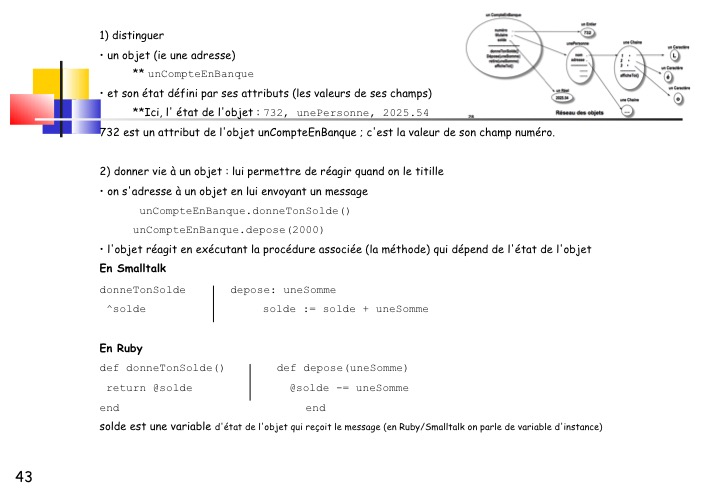 1) distinguer
• un objet (ie une adresse)
** unCompteEnBanque
• et son état défini par ses attributs (les valeurs de ses champs)
**Ici, l' état de l'objet : 732, unePersonne, 2025.54
732 est un attribut de l'objet unCompteEnBanque ; c'est la valeur de son champ numéro.
un CompteEnBanque
numéro
titulaire
solde
donneTonSolde()
afficheToi()
un Entier
732
unePersonne
nom
adresse
une Chaine
1
2
afficheToi()
un Caractère
L
un Caractère
é
un Caractère
o
un Réel
2025.54
une Chaine
...
Réseau des objets
2) donner vie à un objet : lui permettre de réagir quand on le titille
• on s'adresse à un objet en lui envoyant un message
unCompteEnBanque.donneTonSolde()
unCompteEnBanque.depose(2000)
• l'objet réagit en exécutant la procédure associée (la méthode) qui dépend de l'état de l'objet
En Smalltalk
donneTonSolde depose: uneSomme
^solde solde := solde + uneSomme
En Ruby
def donneTonSolde() def depose(uneSomme)
return @solde @solde -= uneSomme
end end
solde est une variable d'état de l'objet qui reçoit le message (en Ruby/Smalltalk on parle de variable d'instance)
43